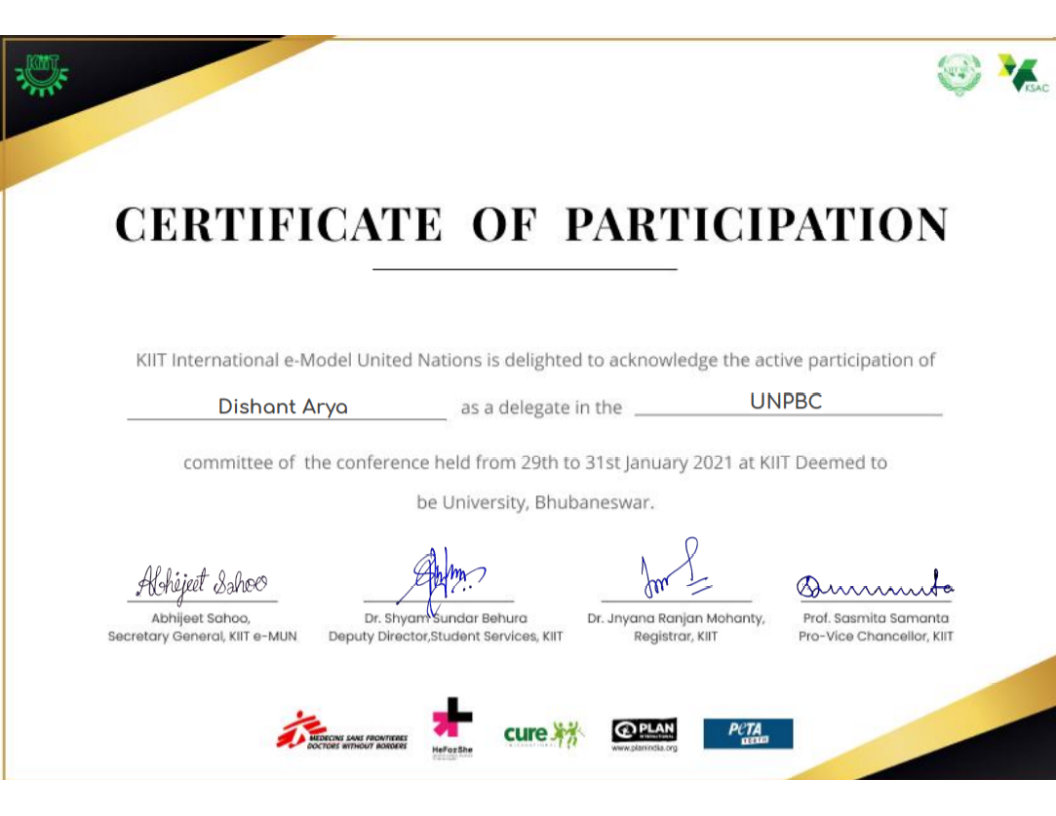 KiiT
KIIT MUN
KSAC
CERTIFICATE OF PARTICIPATION
KIIT International e-Model United Nations is delighted to acknowledge the active participation of
Dishant Arya as a delegate in the UNPBC
committee of the conference held from 29th to 31st January 2021 at KIIT Deemed to
be University, Bhubaneswar.
Abhijeet Sahoo
Abhijeet Sahoo, Dr. Shyam Sundar Behura Dr. Jnyana Ranjan Mohanty, Prof. Sasmita Samanta
Secretary General, KIIT e-MUN Deputy Director,Student Services, KIIT Registrar, KIIT Pro-Vice Chancellor, KIIT
MEDECINS SANS FRONTIERES
DOCTORS WITHOUT BORDERS
HeForShe
cure
INTERNATIONAL
PLAN
INTERNATIONAL
www.planindia.org
PeTA
YOUTH